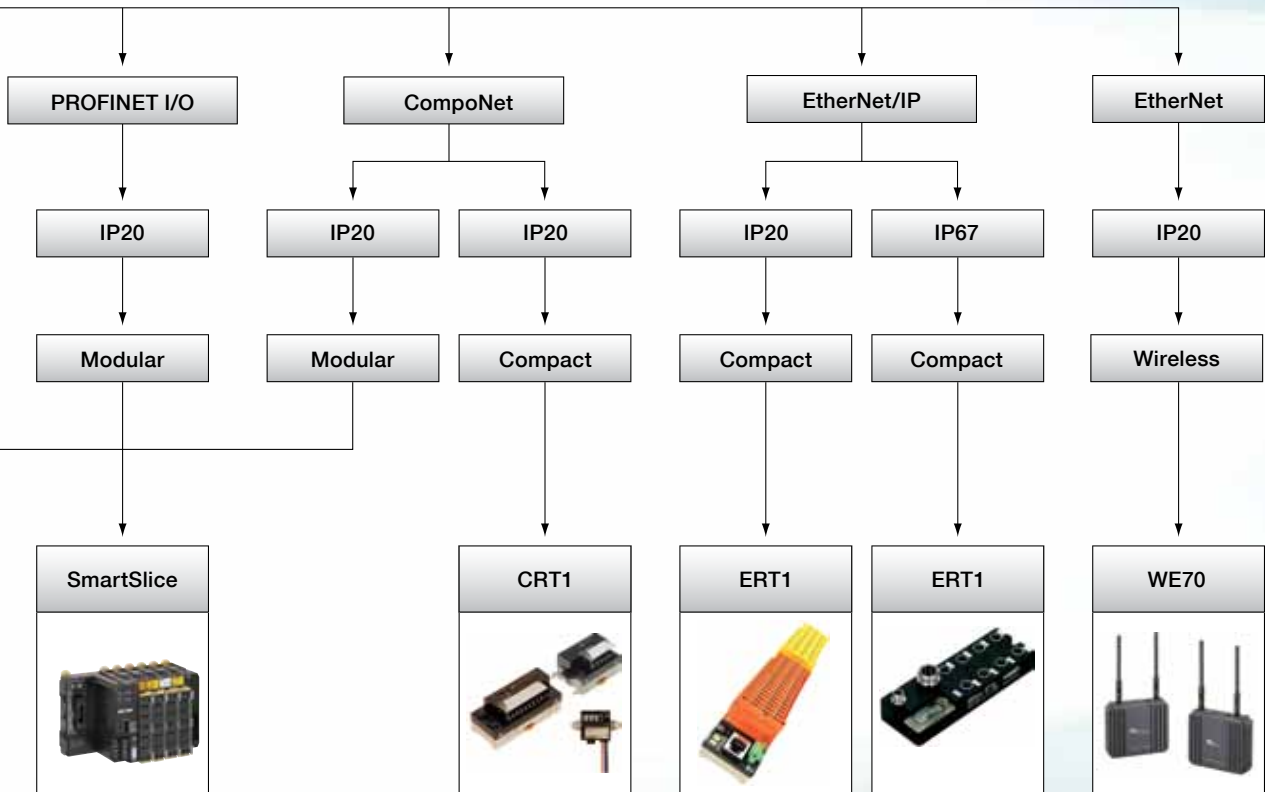 PROFINET I/O
CompoNet
EtherNet/IP
EtherNet
IP20
IP20
IP20
IP20
IP67
IP20
Modular
Modular
Compact
Compact
Compact
Wireless
SmartSlice
CRT1
ERT1
ERT1
WE70